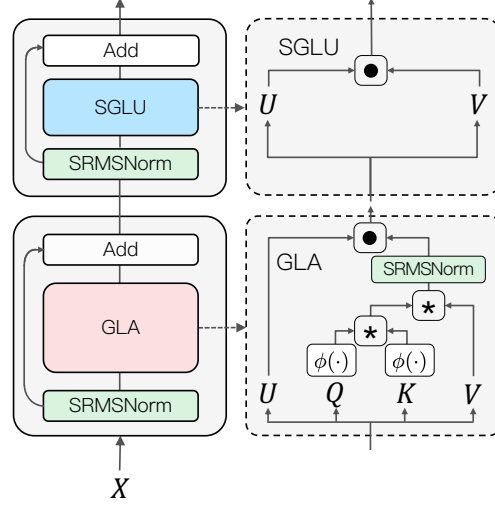 Add
SGLU
SRMSNorm
Add
GLA
SRMSNorm
X
SGLU
U
V
GLA
SRMSNorm
*
*
ϕ(·) ϕ(·)
U Q K V